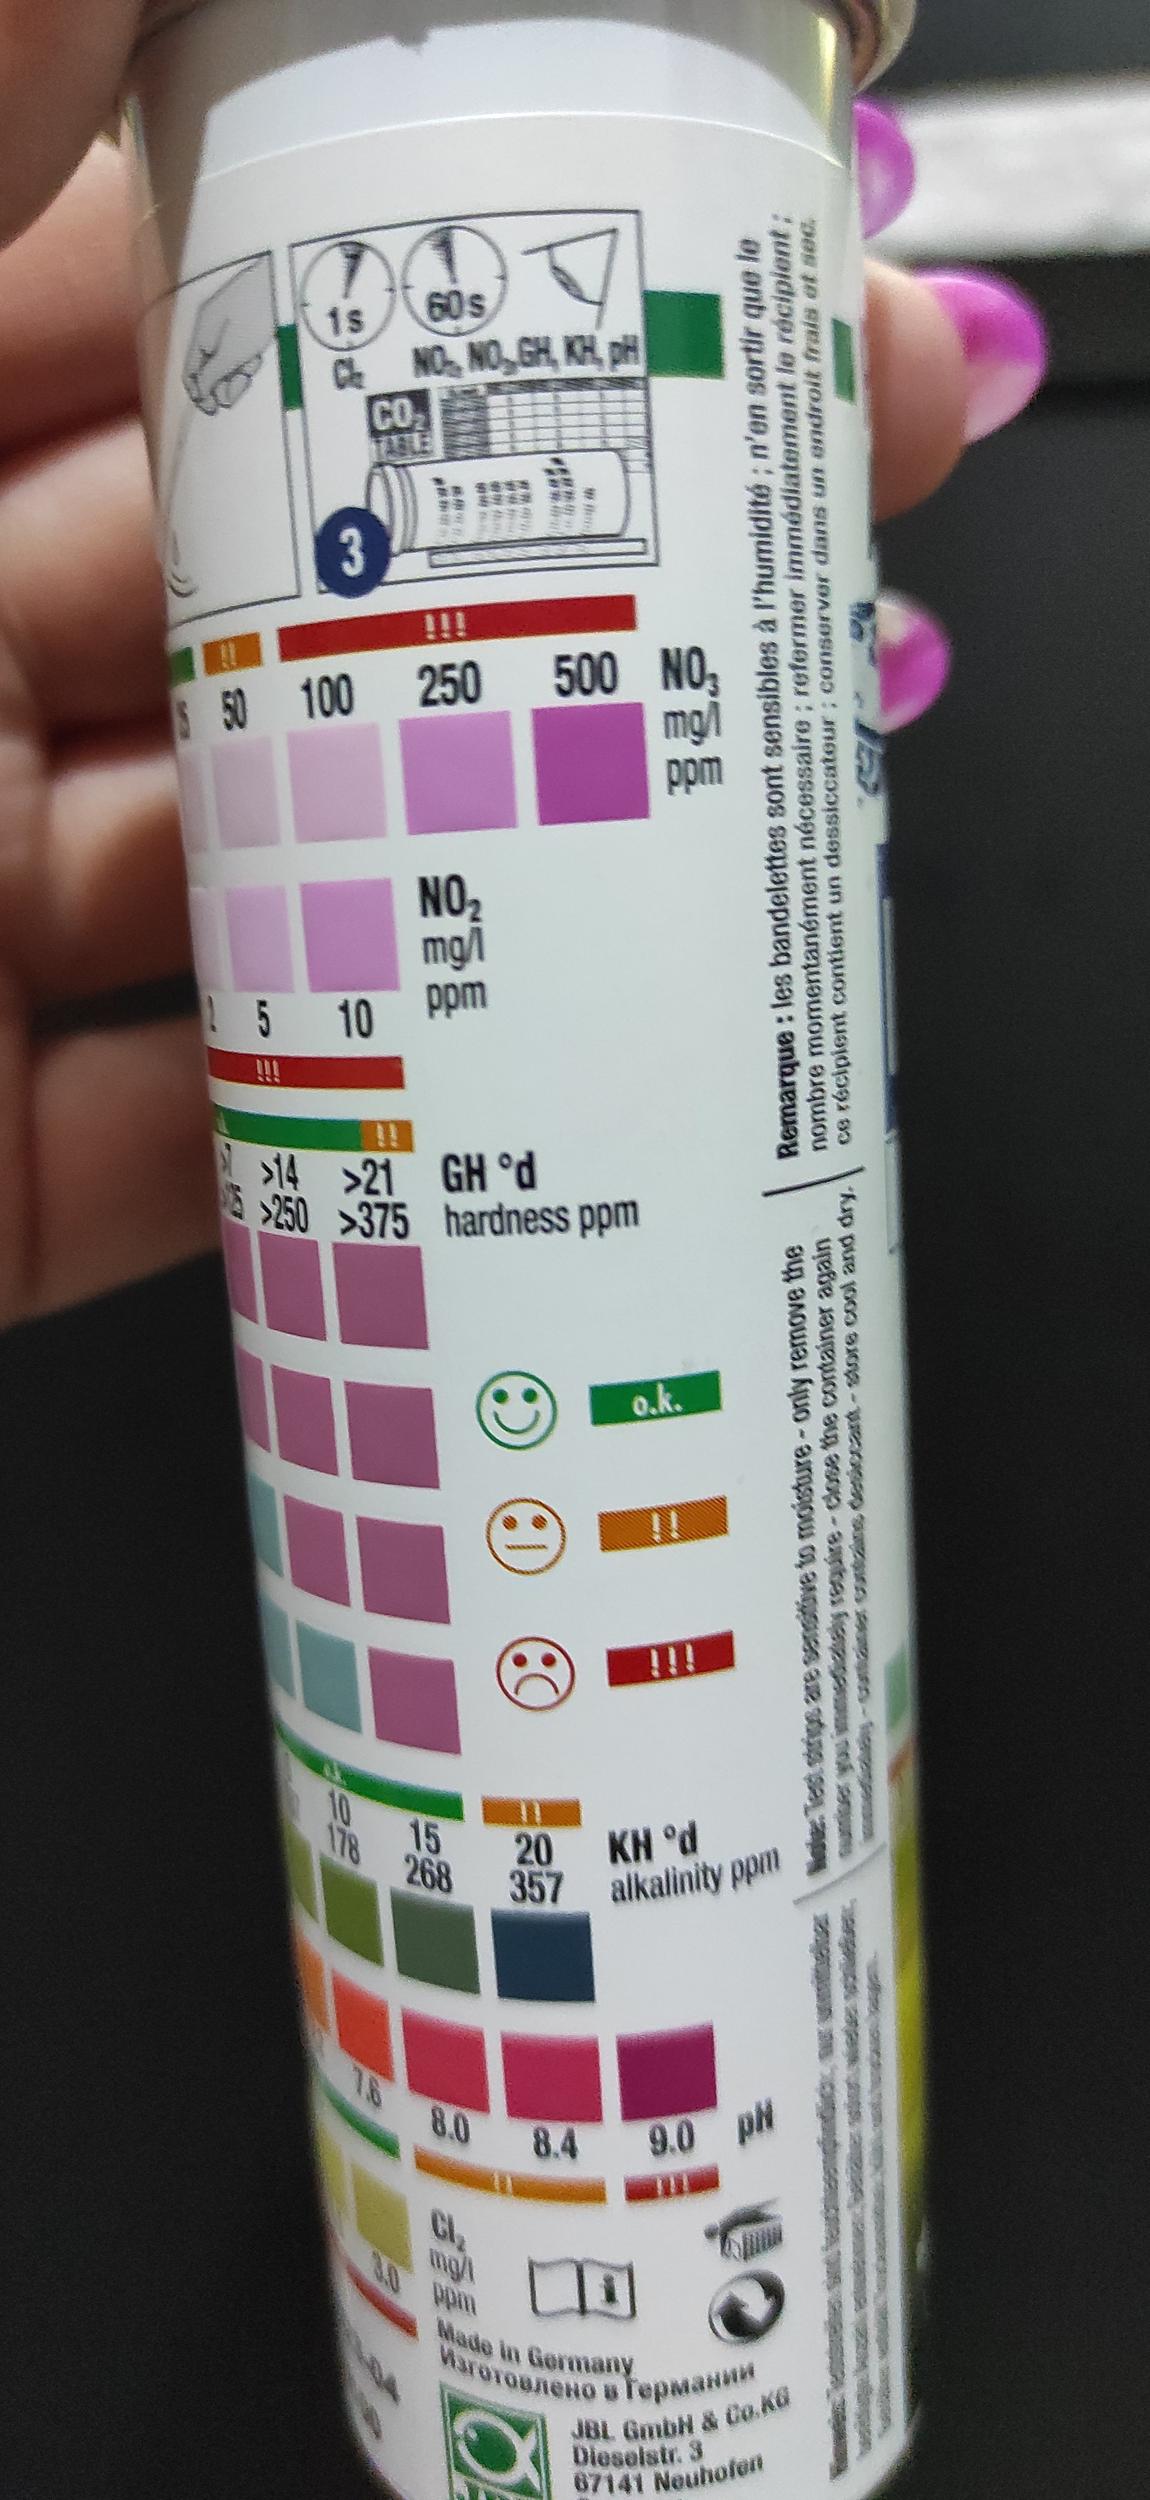 1s
60s
Cl₂
NO₂, NO₃, GH, KH, pH
CO₂
TABLE
3
!! !!!
50 100 250 500 NO₃
mg/l
ppm
NO₂
mg/l
ppm
2 5 10
!!!
!!
>7 >14 >21 GH °d
>250 >375 hardness ppm
o.k.
!!
!!!
!!
10 15 20 KH °d
178 268 357 alkalinity ppm
7.6 8.0 8.4 9.0 pH
!! !!!
Cl₂
mg/l
3.0
ppm
Made in Germany
Изготовлено в Германии
JBL GmbH & Co.KG
Dieselstr. 3
67141 Neuhofen
Remarque : les bandelettes sont sensibles à l'humidité ; n'en sortir que le
nombre momentanément nécessaire ; refermer immédiatement le récipient ;
ce récipient contient un dessiccateur ; conserver dans un endroit frais et sec.
Note: Test strips are sensitive to moisture - only remove the
number you immediately require - close the container again
immediately - container contains desiccant - store cool and dry.